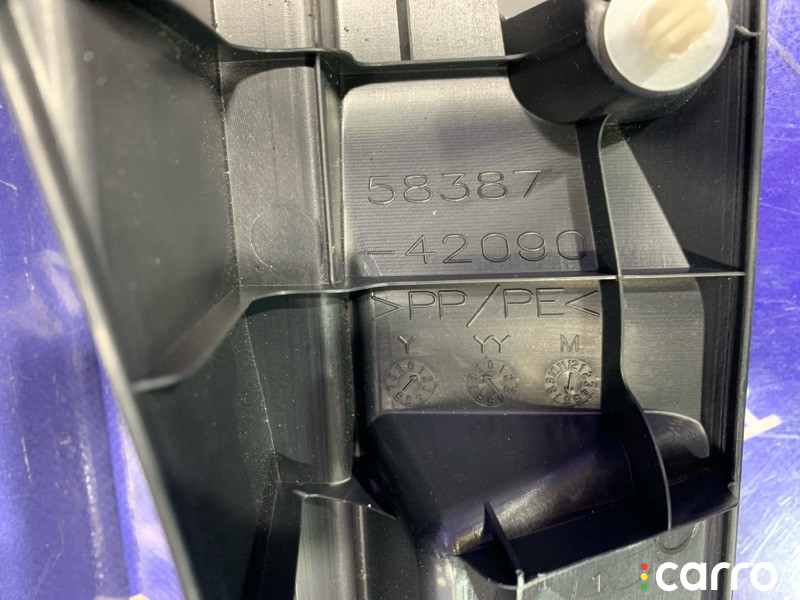 58387
-42090
>PP/PE<
Y YY M
carro